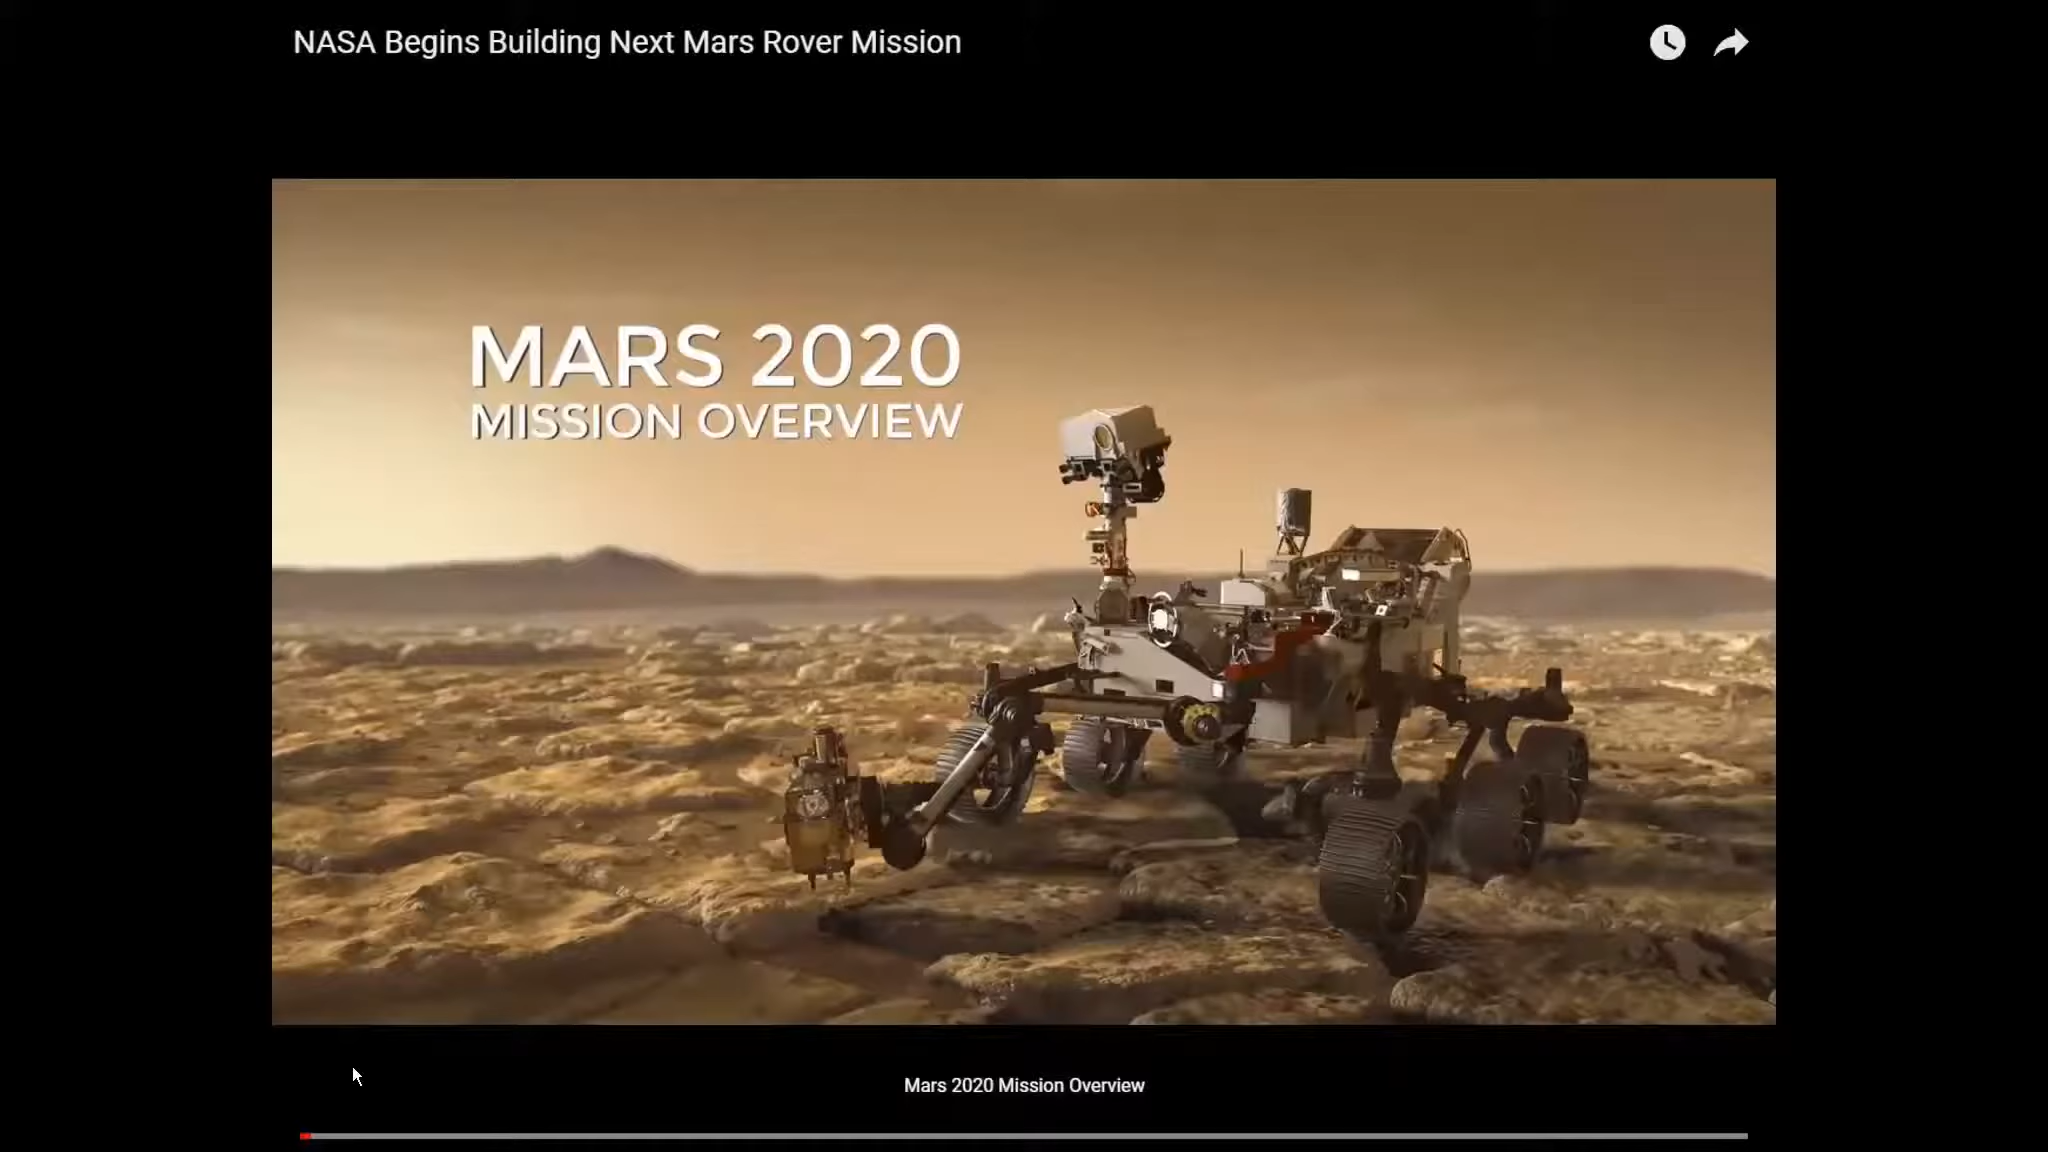 NASA Begins Building Next Mars Rover Mission
MARS 2020
MISSION OVERVIEW
Mars 2020 Mission Overview